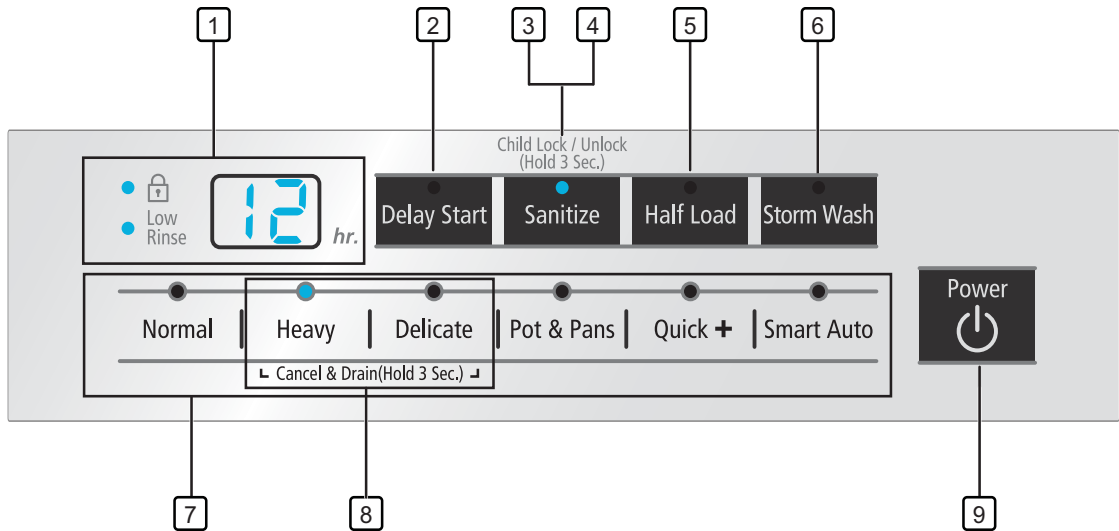 1
2
3
4
5
6
Child Lock / Unlock
(Hold 3 Sec.)
Low
Rinse
12
hr.
Delay Start
Sanitize
Half Load
Storm Wash
Power
Normal
Heavy
Delicate
Pot & Pans
Quick +
Smart Auto
Cancel & Drain(Hold 3 Sec.)
7
8
9